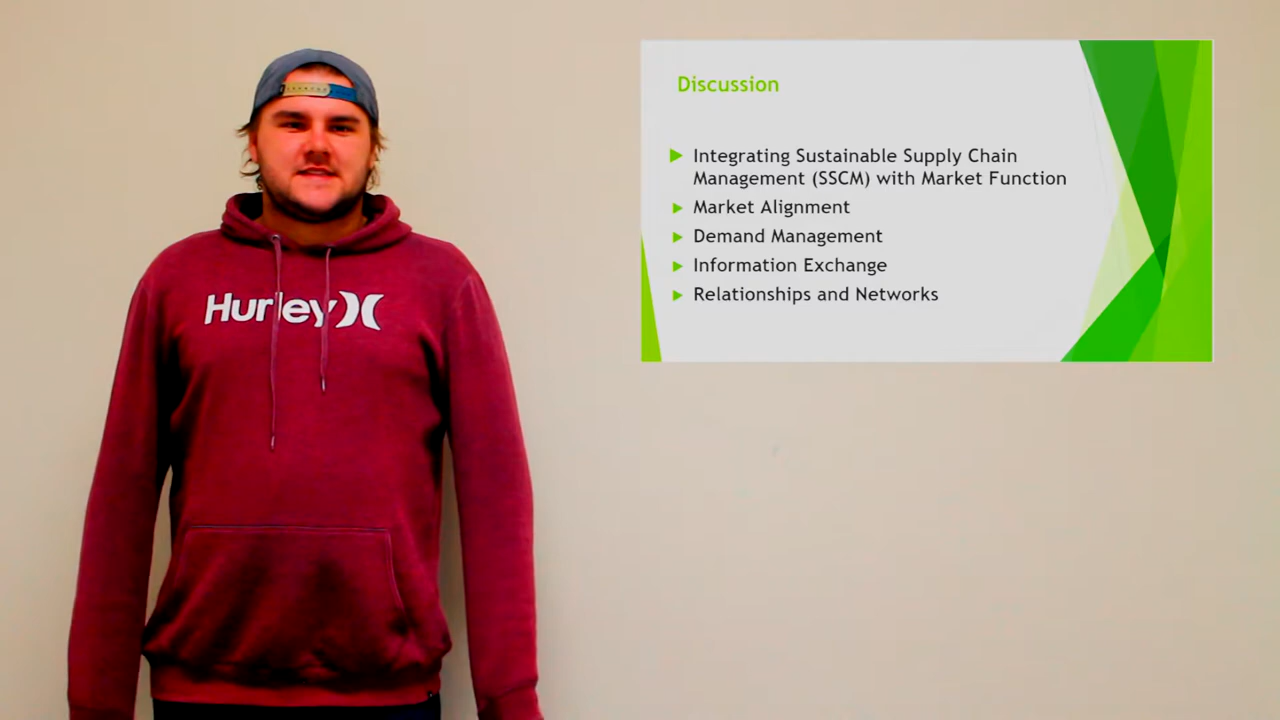 Discussion
Integrating Sustainable Supply Chain
Management (SSCM) with Market Function
Market Alignment
Demand Management
Information Exchange
Relationships and Networks
Hurley